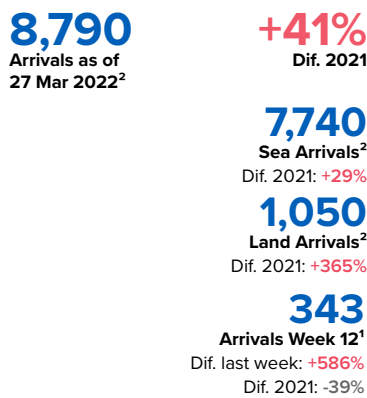 8,790
Arrivals as of
27 Mar 2022²
+41%
Dif. 2021
7,740
Sea Arrivals²
Dif. 2021: +29%
1,050
Land Arrivals²
Dif. 2021: +365%
343
Arrivals Week 12¹
Dif. last week: +586%
Dif. 2021: -39%